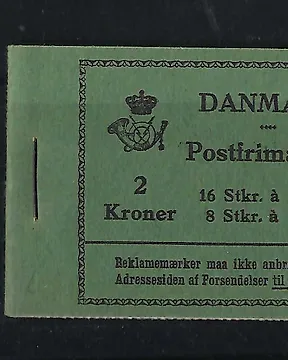 DANMA
Postfrima
2
Kroner
16 Stkr. à
8 Stkr. à
Reklamemærker maa ikke anbr
Adressesiden af Forsendelser til